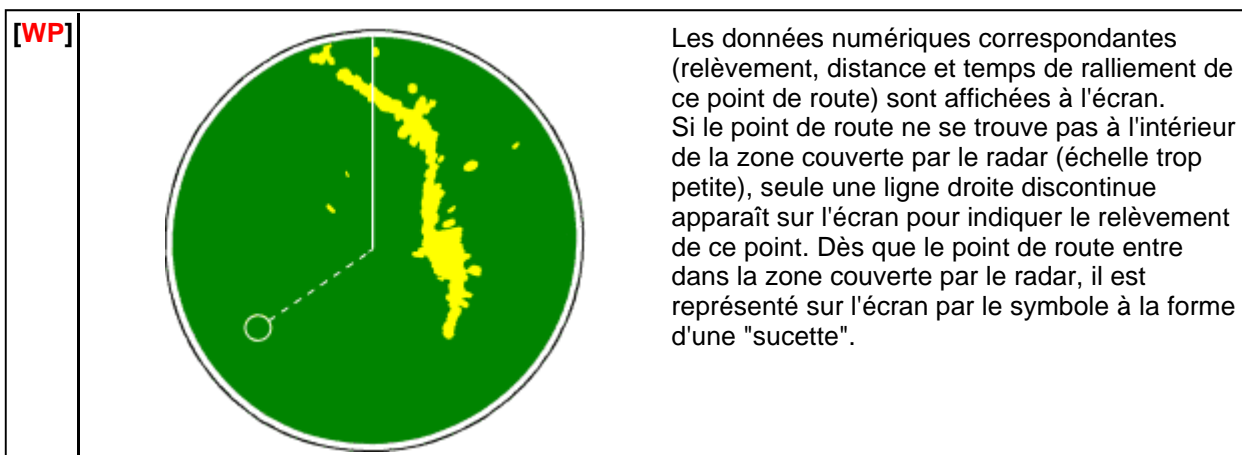 [WP]
Les données numériques correspondantes
(relèvement, distance et temps de ralliement de
ce point de route) sont affichées à l'écran.
Si le point de route ne se trouve pas à l'intérieur
de la zone couverte par le radar (échelle trop
petite), seule une ligne droite discontinue
apparaît sur l'écran pour indiquer le relèvement
de ce point. Dès que le point de route entre
dans la zone couverte par le radar, il est
représenté sur l'écran par le symbole à la forme
d'une "sucette".